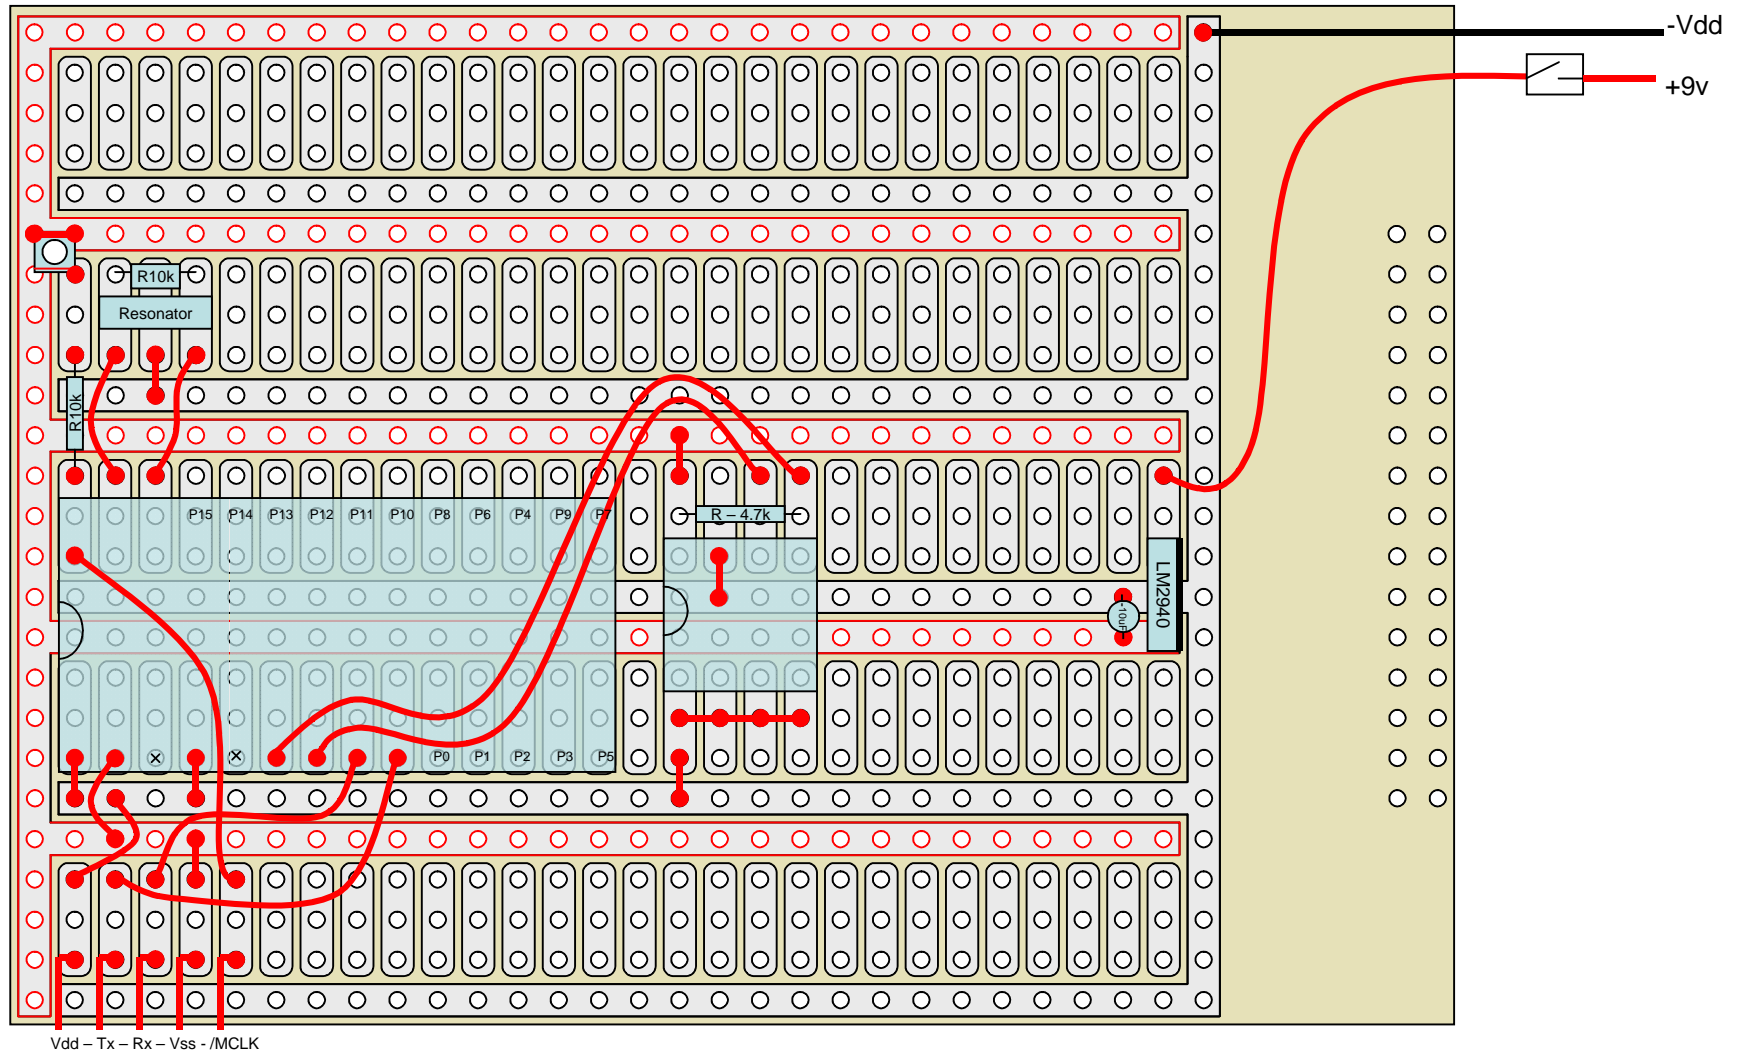 -Vdd
+9v
R10k
Resonator
R10k
P15 P14 P13 P12 P11 P10 P8 P6 P4 P9 P7
R – 4.7k
LM2940
-10uF
P0 P1 P2 P3 P5
Vdd – Tx – Rx – Vss - /MCLK